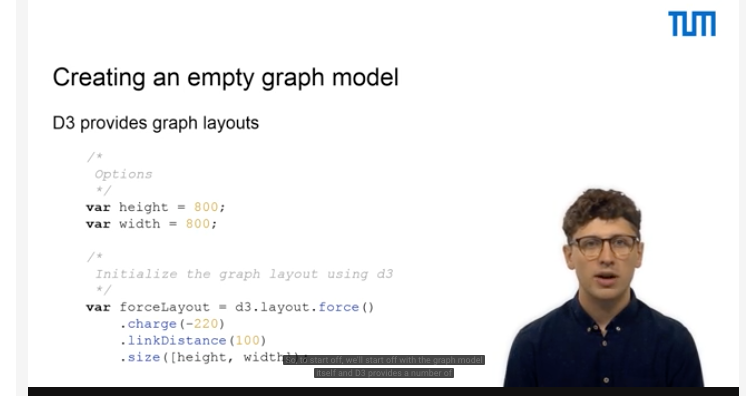 TUM
Creating an empty graph model
D3 provides graph layouts
/*
Options
*/
var height = 800;
var width = 800;
/*
Initialize the graph layout using d3
*/
var forceLayout = d3.layout.force()
.charge(-220)
.linkDistance(100)
.size([height, width]);
start off, we'll start off with the graph model
itself and D3 provides a number of